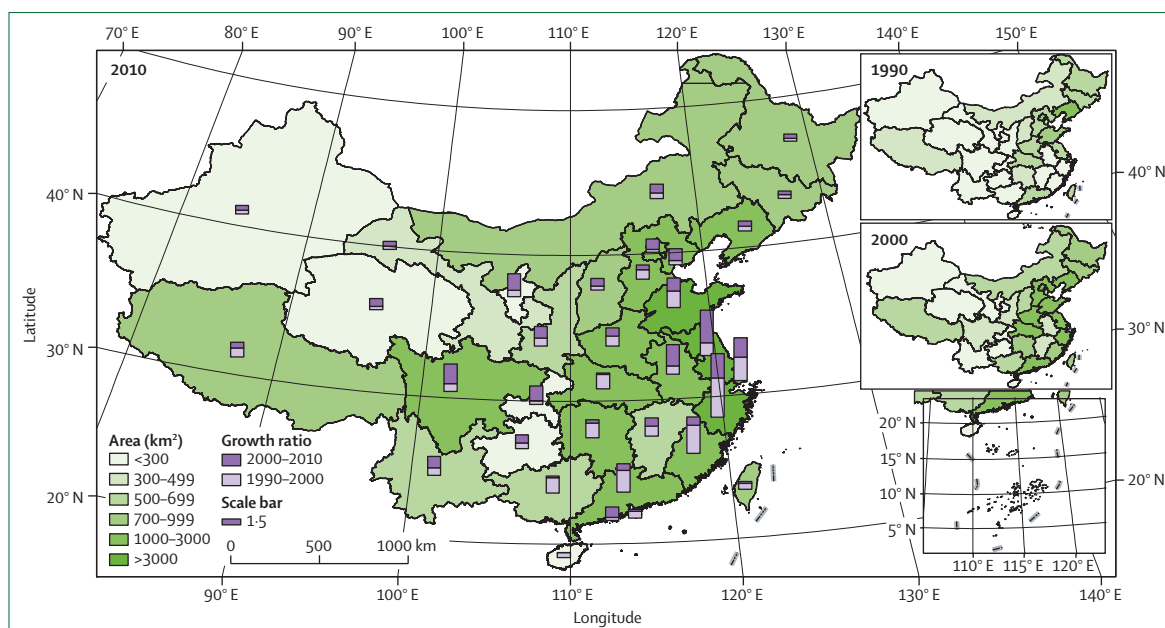 70° E 80° E 90° E 100° E 110° E 120° E 130° E 140° E 150° E
2010
1990
40° N
40° N
2000
30° N
30° N
20° N
20° N
Latitude
Area (km²)
<300
300–499
500–699
700–999
1000–3000
>3000
Growth ratio
2000–2010
1990–2000
Scale bar
1·5
0 500 1000 km
20° N
15° N
10° N
5° N
110° E 115° E 120° E
90° E 100° E 110° E 120° E 130° E 140° E
Longitude